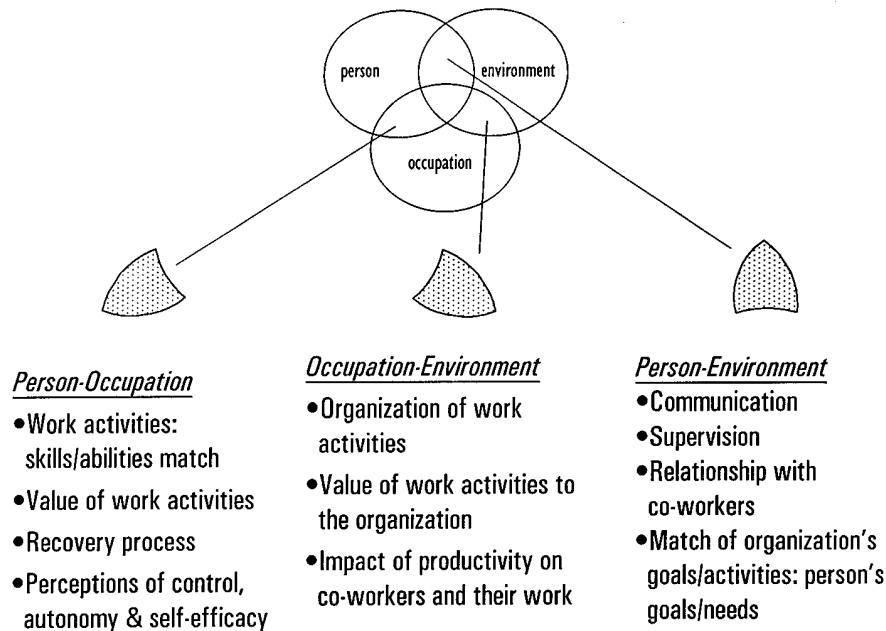 person
environment
occupation
Person-Occupation
•Work activities:
skills/abilities match
•Value of work activities
•Recovery process
•Perceptions of control,
autonomy & self-efficacy
Occupation-Environment
•Organization of work
activities
•Value of work activities to
the organization
•Impact of productivity on
co-workers and their work
Person-Environment
•Communication
•Supervision
•Relationship with
co-workers
•Match of organization's
goals/activities: person's
goals/needs